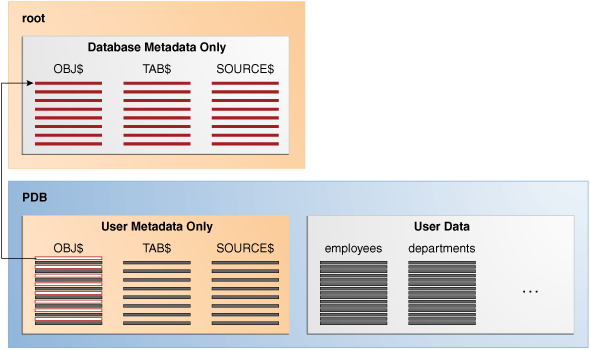 root
Database Metadata Only
OBJ$ TAB$ SOURCE$
PDB
User Metadata Only
OBJ$ TAB$ SOURCE$
User Data
employees departments
...